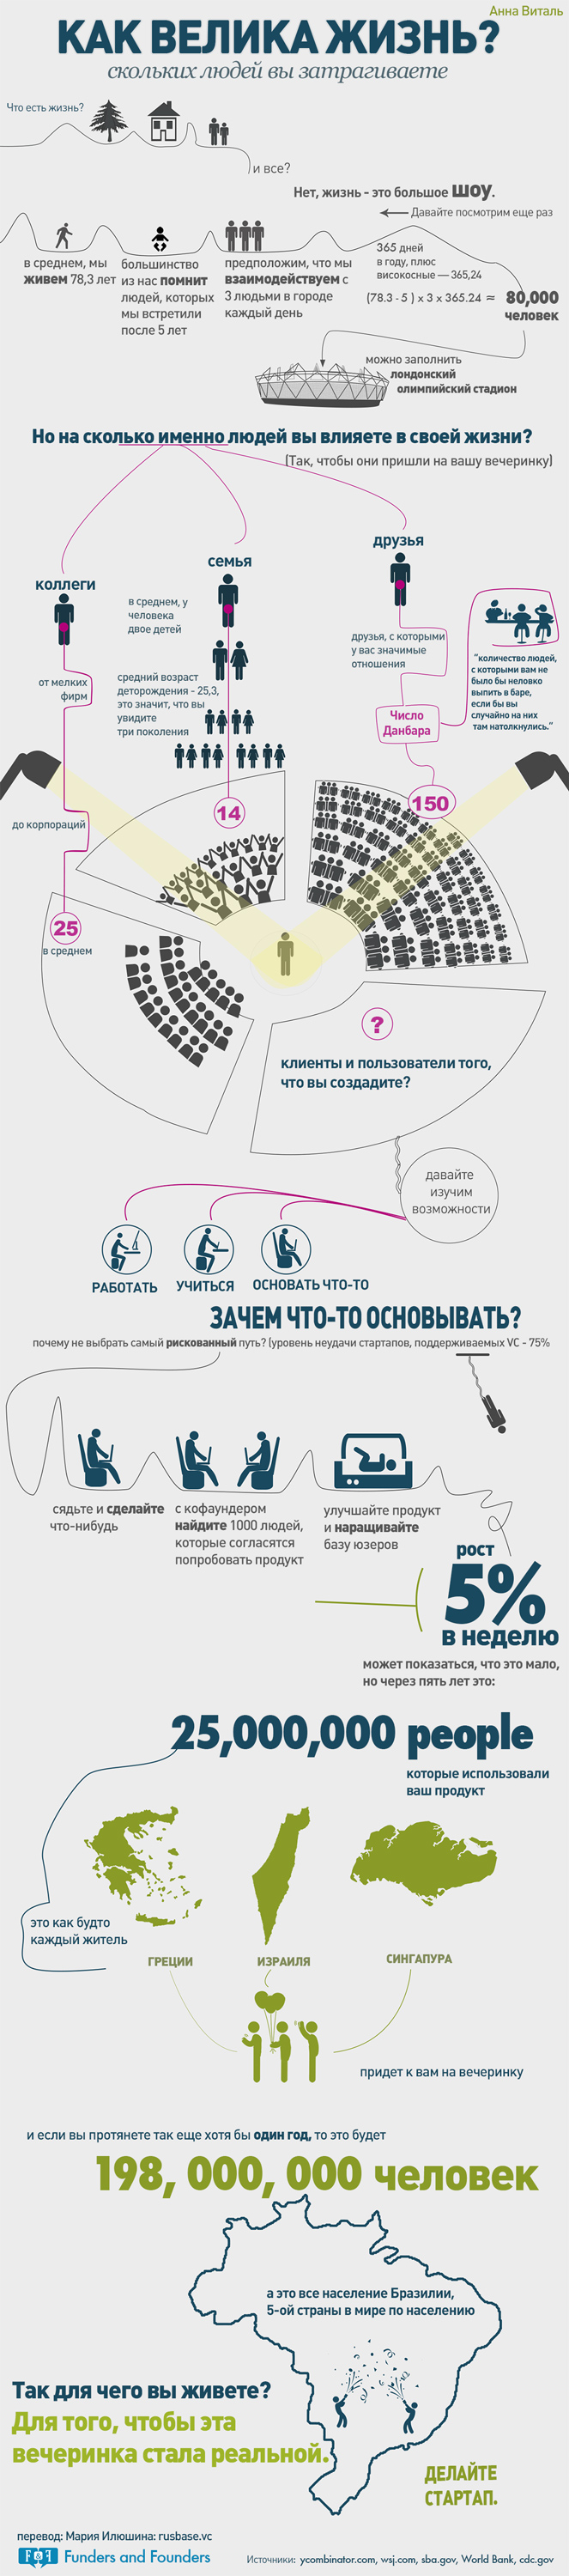 Анна Виталь
КАК ВЕЛИКА ЖИЗНЬ?
скольких людей вы затрагиваете
Что есть жизнь?
и все?
Нет, жизнь - это большое шоу.
Давайте посмотрим еще раз
в среднем, мы
живем 78,3 лет
большинство
из нас помнит
людей, которых
мы встретили
после 5 лет
предположим, что мы
взаимодействуем с
3 людьми в городе
каждый день
365 дней
в году, плюс
високосные — 365,24
(78.3 - 5 ) x 3 x 365.24 = 80,000
человек
можно заполнить
лондонский
олимпийский стадион
Но на сколько именно людей вы влияете в своей жизни?
(Так, чтобы они пришли на вашу вечеринку)
коллеги
от мелких
фирм
до корпораций
25
в среднем
семья
в среднем, у
человека
двое детей
средний возраст
деторождения - 25,3,
это значит, что вы
увидите
три поколения
14
друзья
друзья, с которыми
у вас значимые
отношения
Число
Данбара
"количество людей,
с которыми вам не
было бы неловко
выпить в баре,
если бы вы
случайно на них
там натолкнулись."
150
?
клиенты и пользователи того,
что вы создадите?
давайте
изучим
возможности
РАБОТАТЬ
УЧИТЬСЯ
ОСНОВАТЬ ЧТО-ТО
ЗАЧЕМ ЧТО-ТО ОСНОВЫВАТЬ?
почему не выбрать самый рискованный путь? (уровень неудачи стартапов, поддерживаемых VC - 75%
сядьте и сделайте
что-нибудь
с кофаундером
найдите 1000 людей,
которые согласятся
попробовать продукт
улучшайте продукт
и наращивайте
базу юзеров
рост
5%
в неделю
может показаться, что это мало,
но через пять лет это:
25,000,000 people
которые использовали
ваш продукт
это как будто
каждый житель
ГРЕЦИИ
ИЗРАИЛЯ
СИНГАПУРА
придет к вам на вечеринку
и если вы протянете так еще хотя бы один год, то это будет
198, 000, 000 человек
а это все население Бразилии,
5-ой страны в мире по населению
Так для чего вы живете?
Для того, чтобы эта
вечеринка стала реальной.
ДЕЛАЙТЕ
СТАРТАП.
перевод: Мария Илюшина: rusbase.vc
F&F Funders and Founders
Источники: ycombinator.com, wsj.com, sba.gov, World Bank, cdc.gov